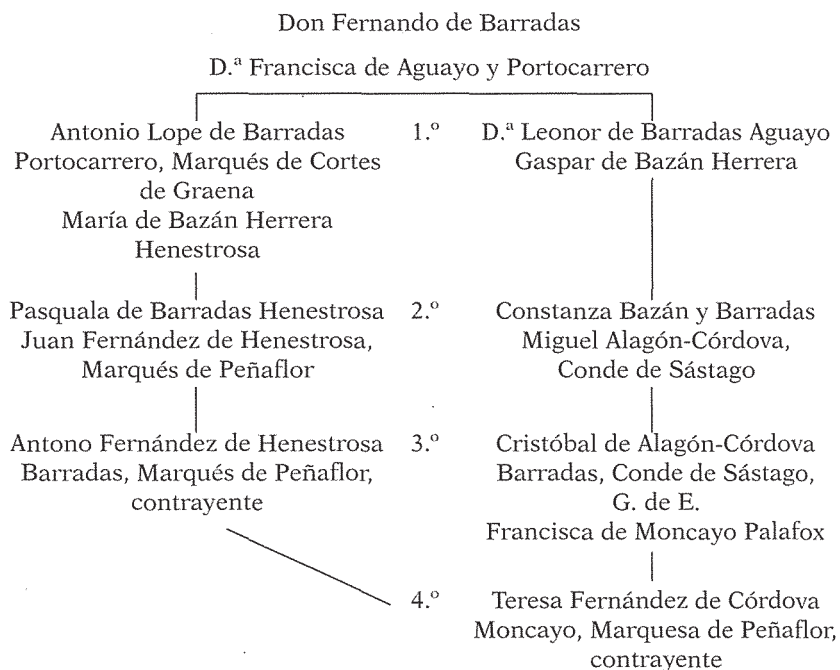 Don Fernando de Barradas
D.ª Francisca de Aguayo y Portocarrero
Antonio Lope de Barradas
Portocarrero, Marqués de Cortes
de Graena
María de Bazán Herrera
Henestrosa
1.º
D.ª Leonor de Barradas Aguayo
Gaspar de Bazán Herrera
Pasquala de Barradas Henestrosa
Juan Fernández de Henestrosa,
Marqués de Peñaflor
2.º
Constanza Bazán y Barradas
Miguel Alagón-Córdova,
Conde de Sástago
Antono Fernández de Henestrosa
Barradas, Marqués de Peñaflor,
contrayente
3.º
Cristóbal de Alagón-Córdova
Barradas, Conde de Sástago,
G. de E.
Francisca de Moncayo Palafox
4.º
Teresa Fernández de Córdova
Moncayo, Marquesa de Peñaflor,
contrayente